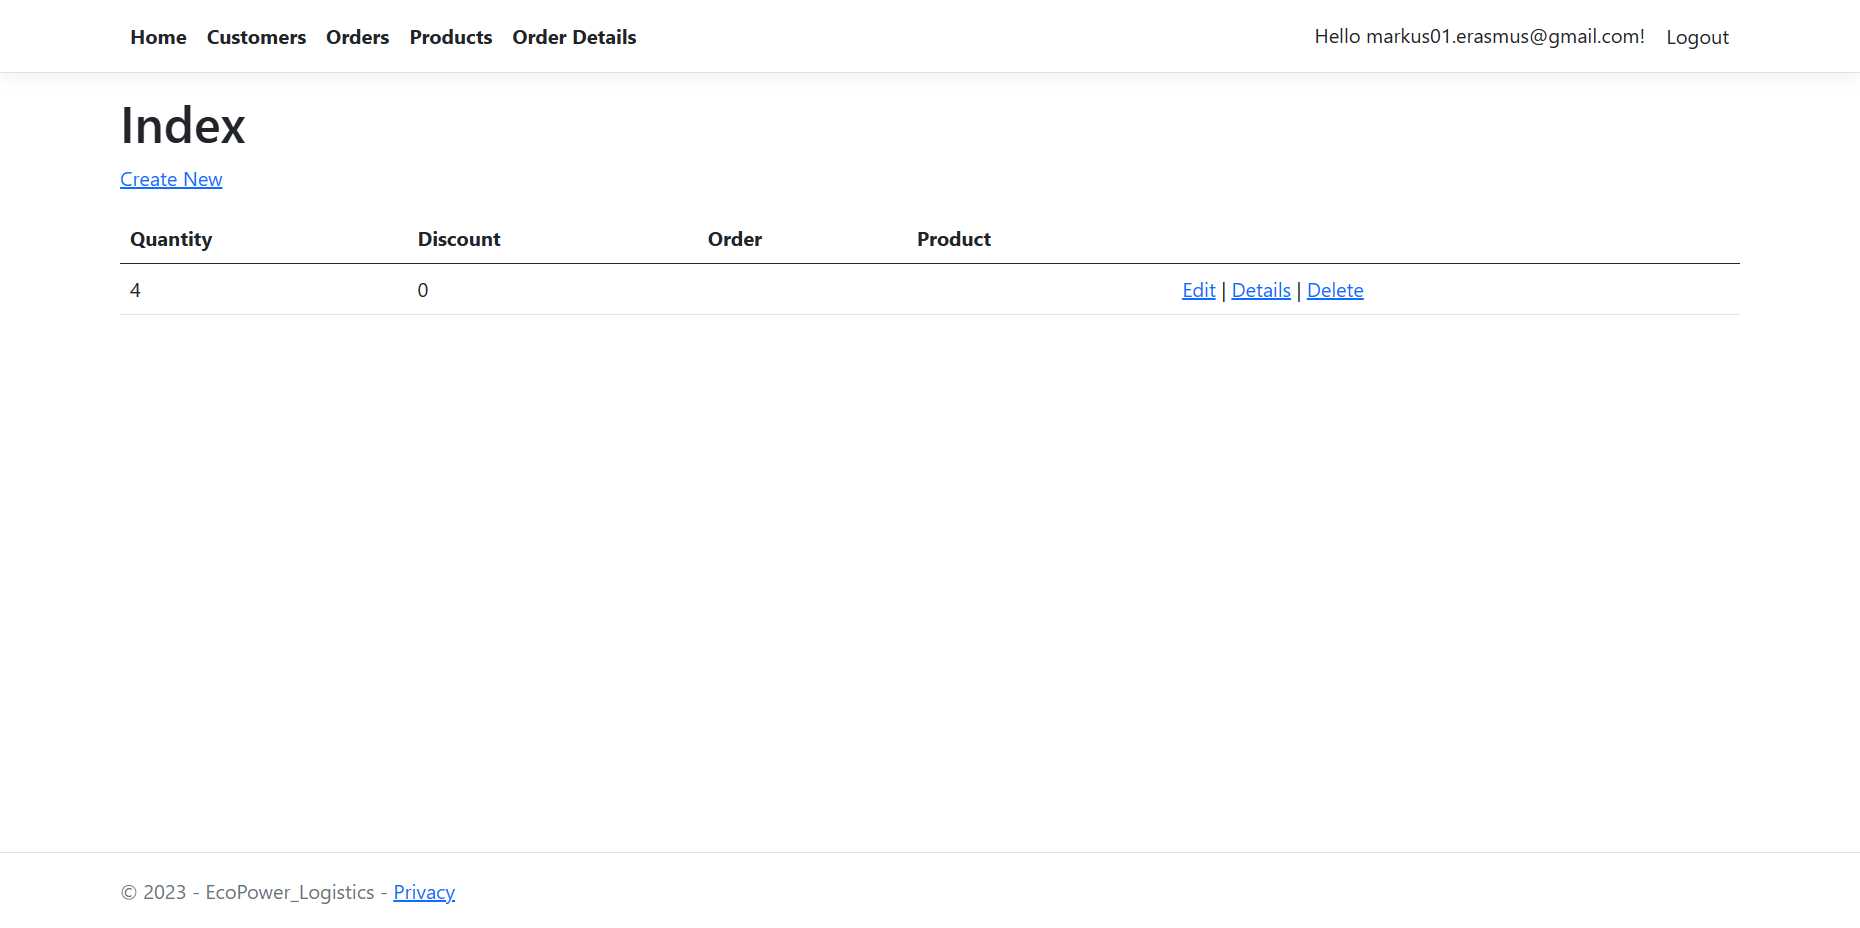 Home Customers Orders Products Order Details Hello markus01.erasmus@gmail.com! Logout
Index
Create New
Quantity Discount Order Product
4 0 Edit | Details | Delete
© 2023 - EcoPower_Logistics - Privacy